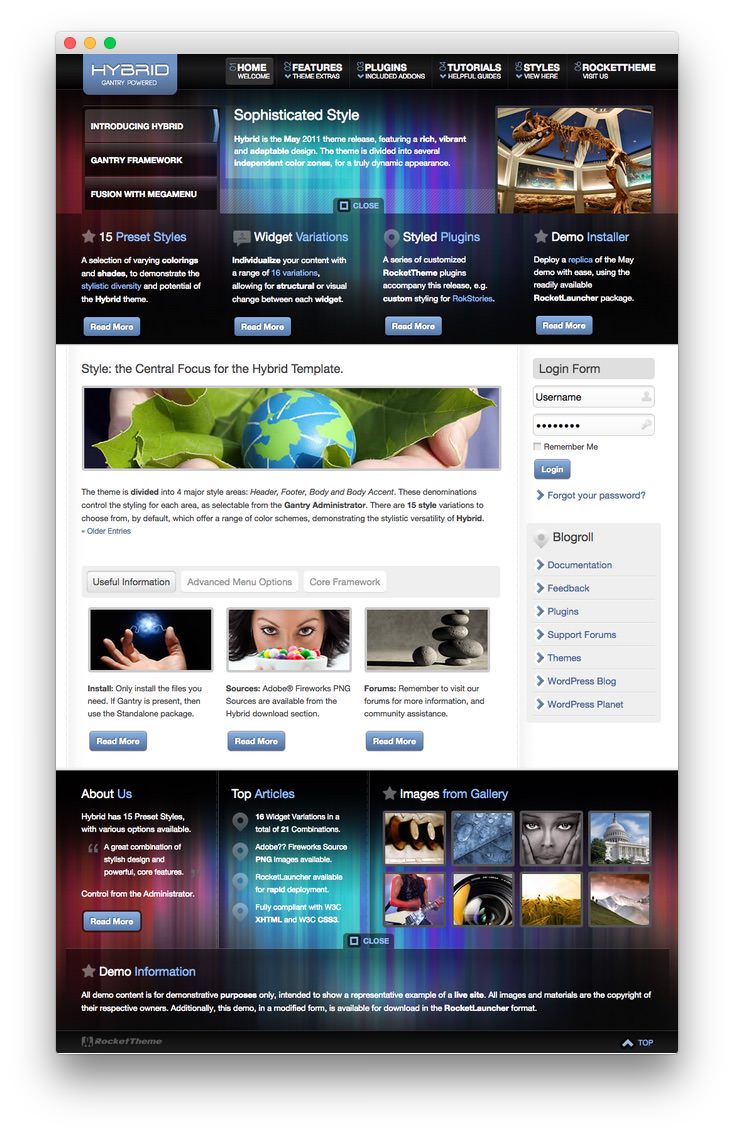 HYBRID
GANTRY POWERED
01 HOME
WELCOME
02 FEATURES
THEME EXTRAS
03 PLUGINS
INCLUDED ADDONS
04 TUTORIALS
HELPFUL GUIDES
05 STYLES
VIEW HERE
06 ROCKETTHEME
VISIT US
INTRODUCING HYBRID
GANTRY FRAMEWORK
FUSION WITH MEGAMENU
Sophisticated Style
Hybrid is the May 2011 theme release, featuring a rich, vibrant
and adaptable design. The theme is divided into several
independent color zones, for a truly dynamic appearance.
CLOSE
15 Preset Styles
A selection of varying colorings
and shades, to demonstrate the
stylistic diversity and potential of
the Hybrid theme.
Read More
Widget Variations
Individualize your content with
a range of 16 variations,
allowing for structural or visual
change between each widget.
Read More
Styled Plugins
A series of customized
RocketTheme plugins
accompany this release, e.g.
custom styling for RokStories.
Read More
Demo Installer
Deploy a replica of the May
demo with ease, using the
readily available
RocketLauncher package.
Read More
Style: the Central Focus for the Hybrid Template.
The theme is divided into 4 major style areas: Header, Footer, Body and Body Accent. These denominations
control the styling for each area, as selectable from the Gantry Administrator. There are 15 style variations to
choose from, by default, which offer a range of color schemes, demonstrating the stylistic versatility of Hybrid.
« Older Entries
Useful Information
Advanced Menu Options
Core Framework
Install: Only install the files you
need. If Gantry is present, then
use the Standalone package.
Read More
Sources: Adobe® Fireworks PNG
Sources are available from the
Hybrid download section.
Read More
Forums: Remember to visit our
forums for more information, and
community assistance.
Read More
Login Form
Username
••••••••
Remember Me
Login
Forgot your password?
Blogroll
Documentation
Feedback
Plugins
Support Forums
Themes
WordPress Blog
WordPress Planet
About Us
Hybrid has 15 Preset Styles,
with various options available.
“ A great combination of
stylish design and
powerful, core features. ”
Control from the Administrator.
Read More
Top Articles
16 Widget Variations in a
total of 21 Combinations.
Adobe?? Fireworks Source
PNG Images available.
RocketLauncher available
for rapid deployment.
Fully compliant with W3C
XHTML and W3C CSS3.
Images from Gallery
CLOSE
Demo Information
All demo content is for demonstrative purposes only, intended to show a representative example of a live site. All images and materials are the copyright of
their respective owners. Additionally, this demo, in a modified form, is available for download in the RocketLauncher format.
RocketTheme
TOP